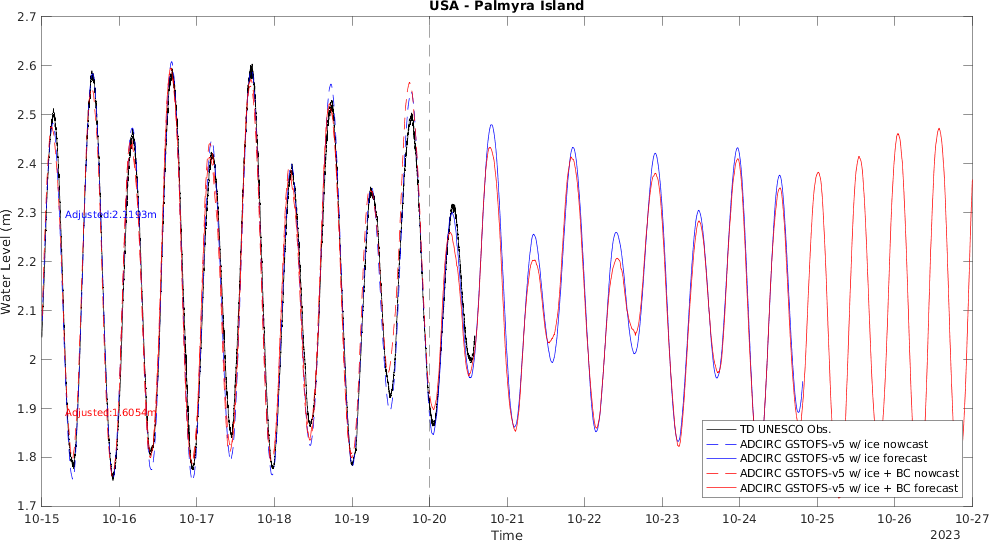 USA - Palmyra Island
2.7
2.6
2.5
2.4
2.3
2.2
2.1
2
1.9
1.8
1.7
Water Level (m)
Adjusted:2.1193m
Adjusted:1.6054m
TD UNESCO Obs.
ADCIRC GSTOFS-v5 w/ ice nowcast
ADCIRC GSTOFS-v5 w/ ice forecast
ADCIRC GSTOFS-v5 w/ ice + BC nowcast
ADCIRC GSTOFS-v5 w/ ice + BC forecast
10-15 10-16 10-17 10-18 10-19 10-20 10-21 10-22 10-23 10-24 10-25 10-26 10-27
Time
2023